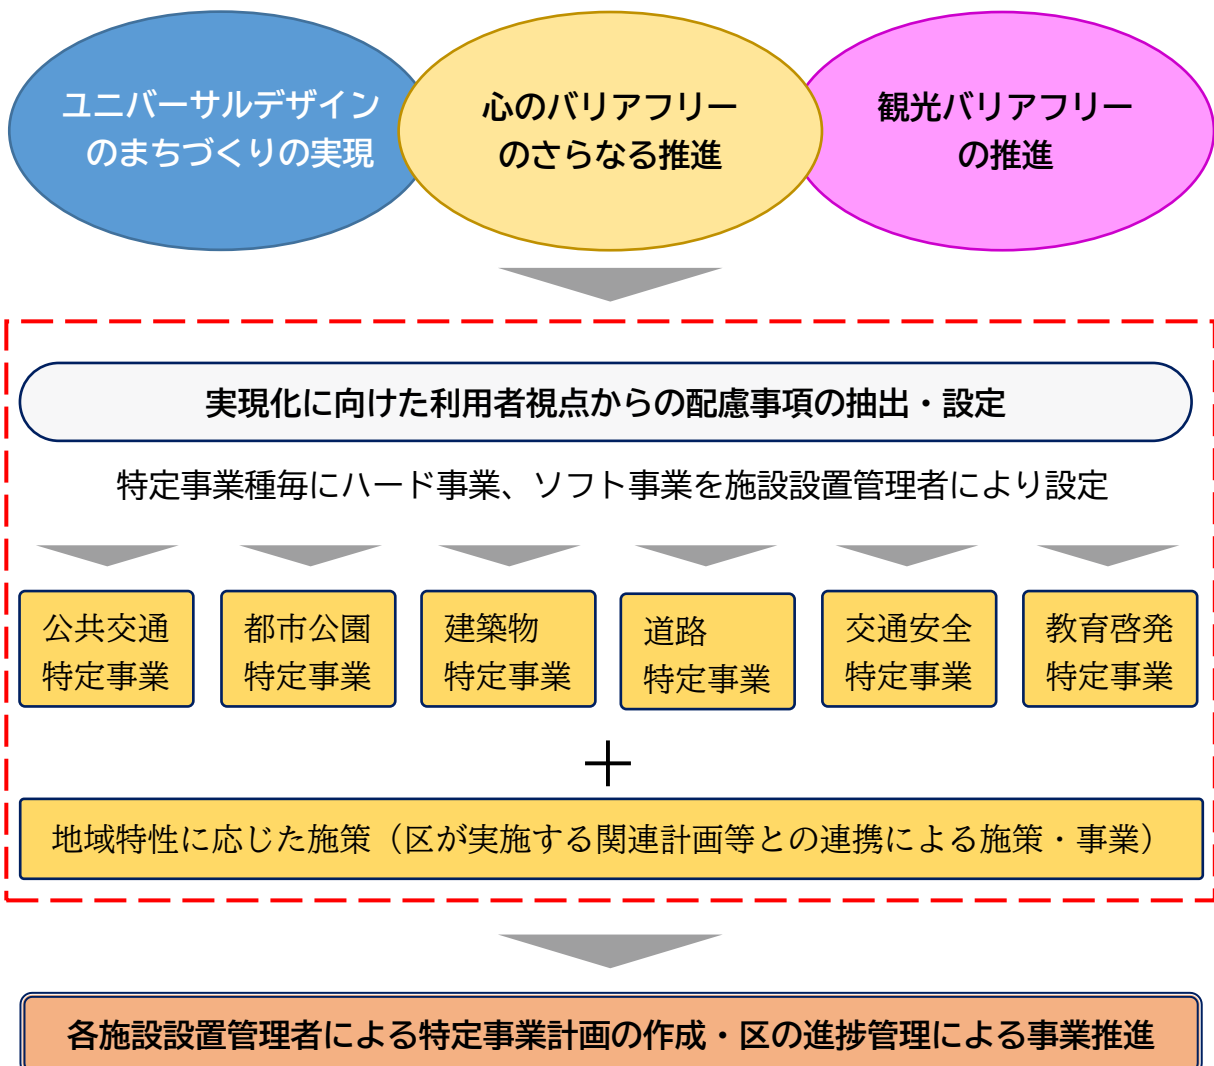 ユニバーサルデザイン
のまちづくりの実現
心のバリアフリー
のさらなる推進
観光バリアフリー
の推進
実現化に向けた利用者視点からの配慮事項の抽出・設定
特定事業種毎にハード事業、ソフト事業を施設設置管理者により設定
公共交通
特定事業
都市公園
特定事業
建築物
特定事業
道路
特定事業
交通安全
特定事業
教育啓発
特定事業
＋
地域特性に応じた施策（区が実施する関連計画等との連携による施策・事業）
各施設設置管理者による特定事業計画の作成・区の進捗管理による事業推進